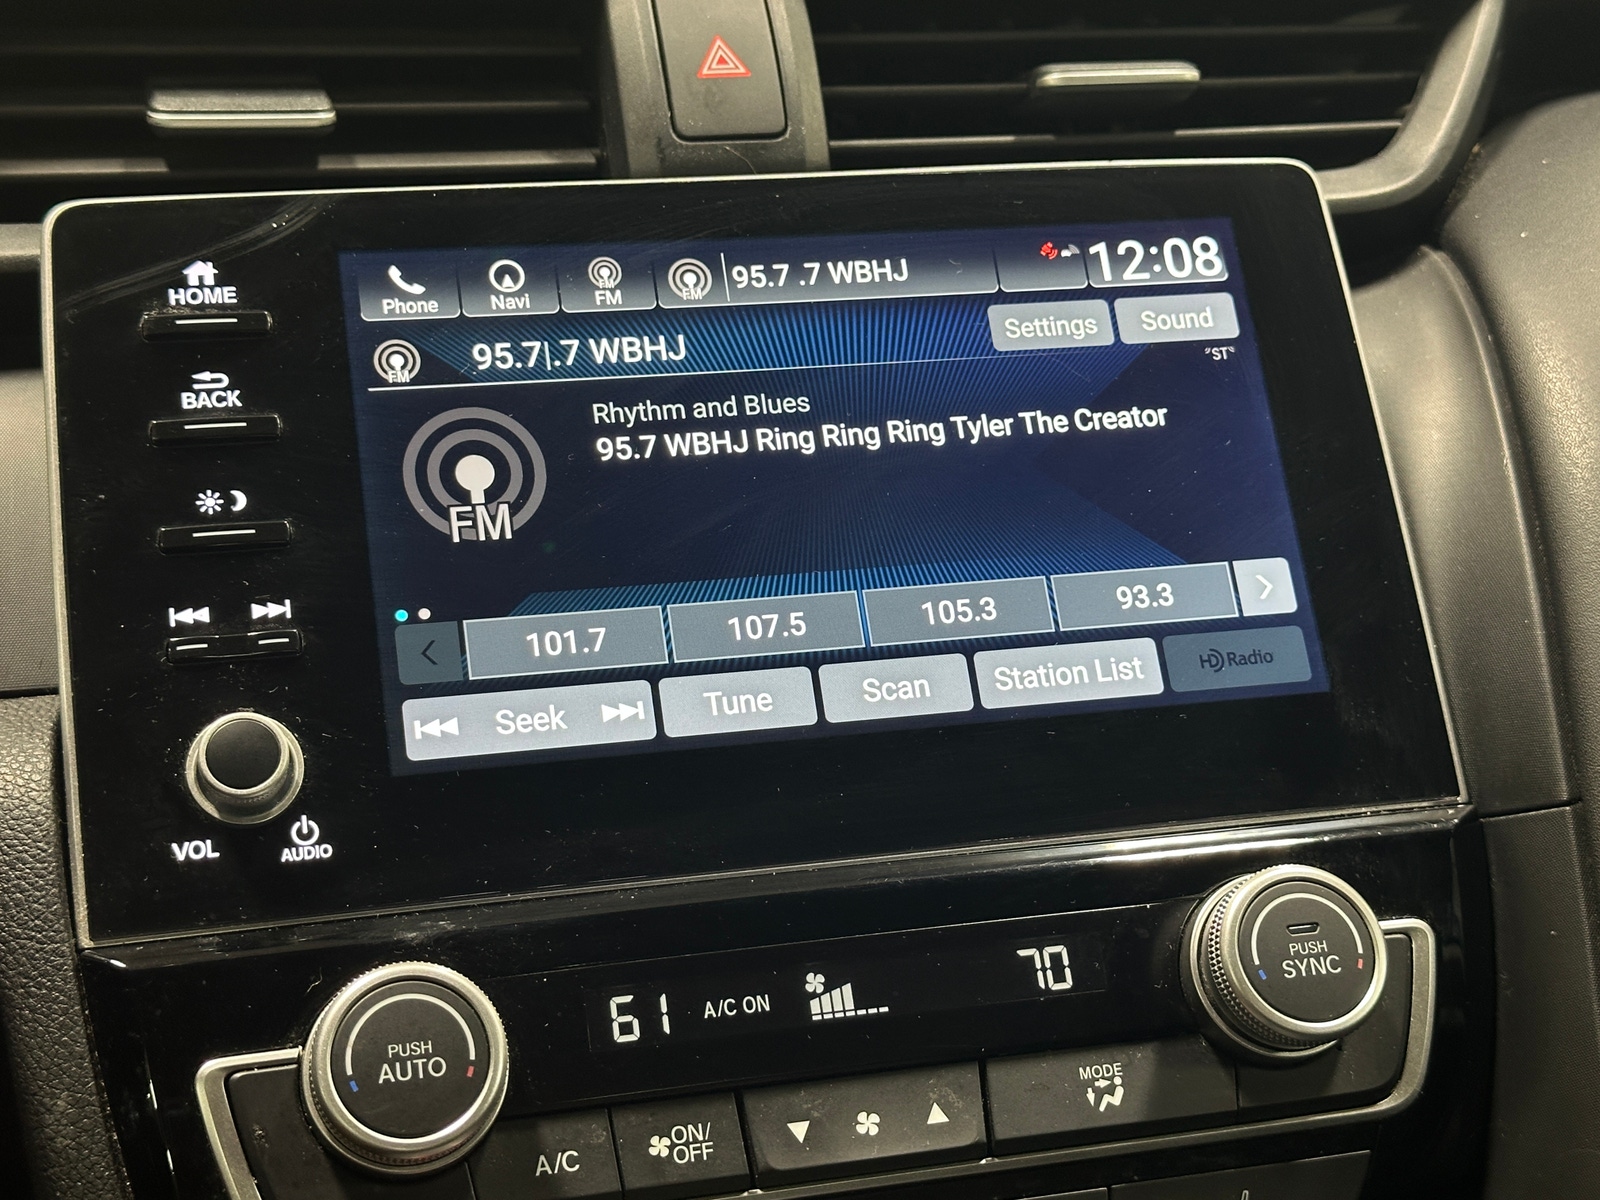 HOME
BACK
VOL
AUDIO
Phone
Navi
FM
FM
FM
95.7 .7 WBHJ
12:08
FM
95.7|.7 WBHJ
Settings
Sound
"ST"
FM
Rhythm and Blues
95.7 WBHJ Ring Ring Ring Tyler The Creator
101.7
107.5
105.3
93.3
Seek
Tune
Scan
Station List
HD Radio
PUSH
AUTO
61
A/C ON
70
PUSH
SYNC
A/C
ON/
OFF
MODE